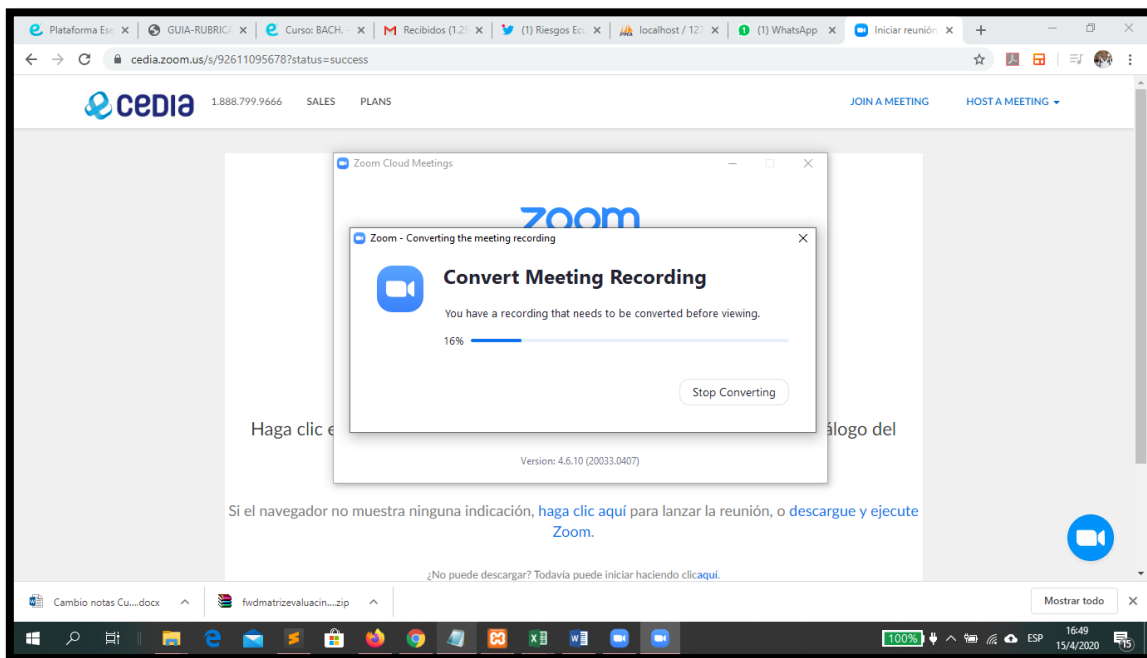 Plataforma Ese
GUIA-RUBRICA
Curso: BACH. -
Recibidos (1.2
(1) Riesgos Ecu
localhost / 127
(1) WhatsApp
Iniciar reunión
cedia.zoom.us/s/92611095678?status=success
CEDIA
1.888.799.9666 SALES PLANS
JOIN A MEETING HOST A MEETING
Zoom Cloud Meetings
zoom
Zoom - Converting the meeting recording
Convert Meeting Recording
You have a recording that needs to be converted before viewing.
16%
Stop Converting
Haga clic e
álogo del
Version: 4.6.10 (20033.0407)
Si el navegador no muestra ninguna indicación, haga clic aquí para lanzar la reunión, o descargue y ejecute
Zoom.
¿No puede descargar? Todavía puede iniciar haciendo clicaquí.
Cambio notas Cu....docx
fwdmatrizevaluacin....zip
Mostrar todo
100%
ESP
16:49
15/4/2020
15